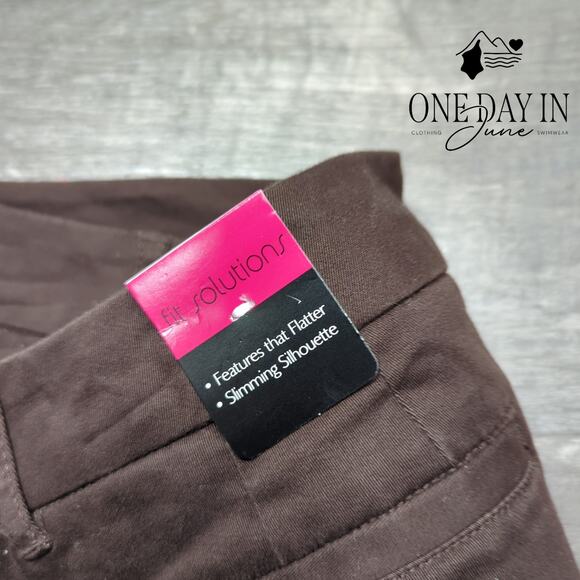 ONE DAY IN
June
CLOTHING SWIMWEAR
fit solutions
• Features that Flatter
• Slimming Silhouette